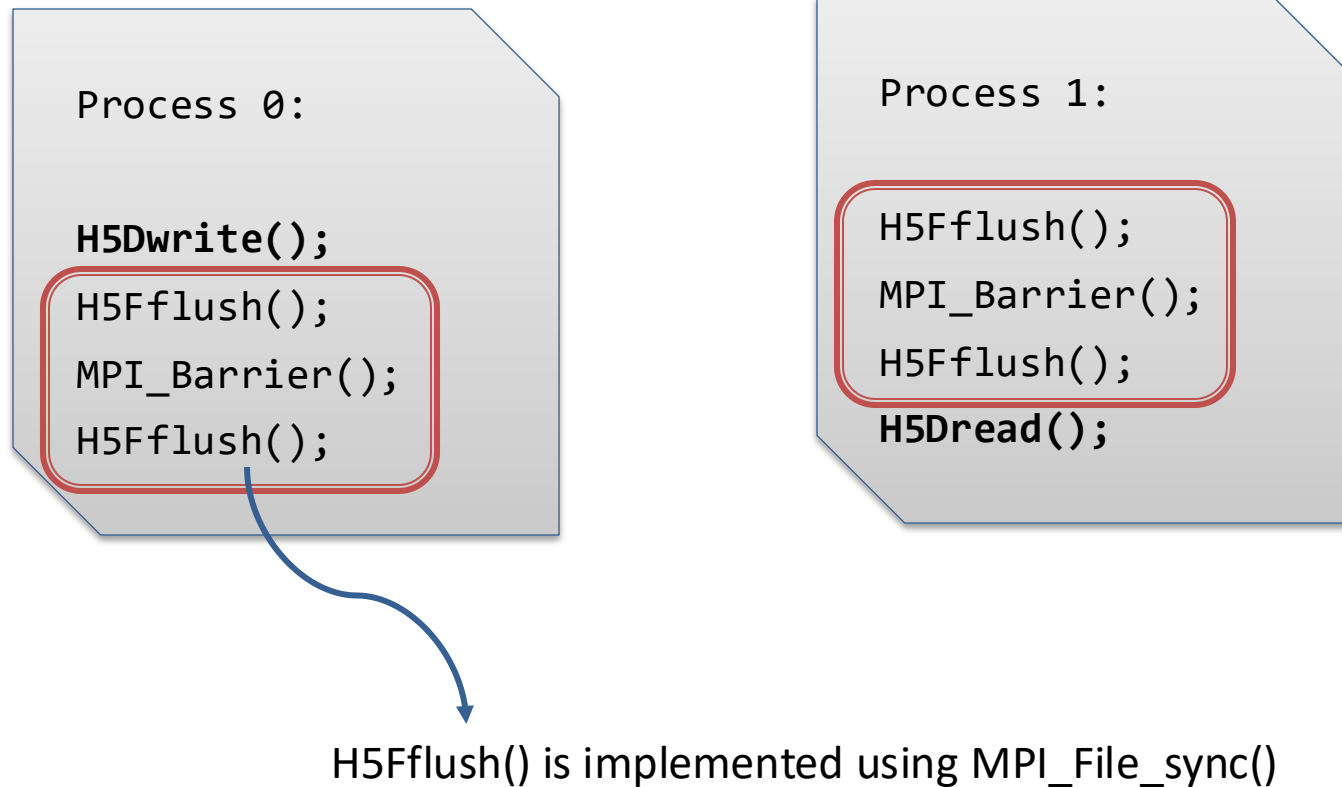 Process 0:
H5Dwrite();
H5Fflush();
MPI_Barrier();
H5Fflush();
Process 1:
H5Fflush();
MPI_Barrier();
H5Fflush();
H5Dread();
H5Fflush() is implemented using MPI_File_sync()